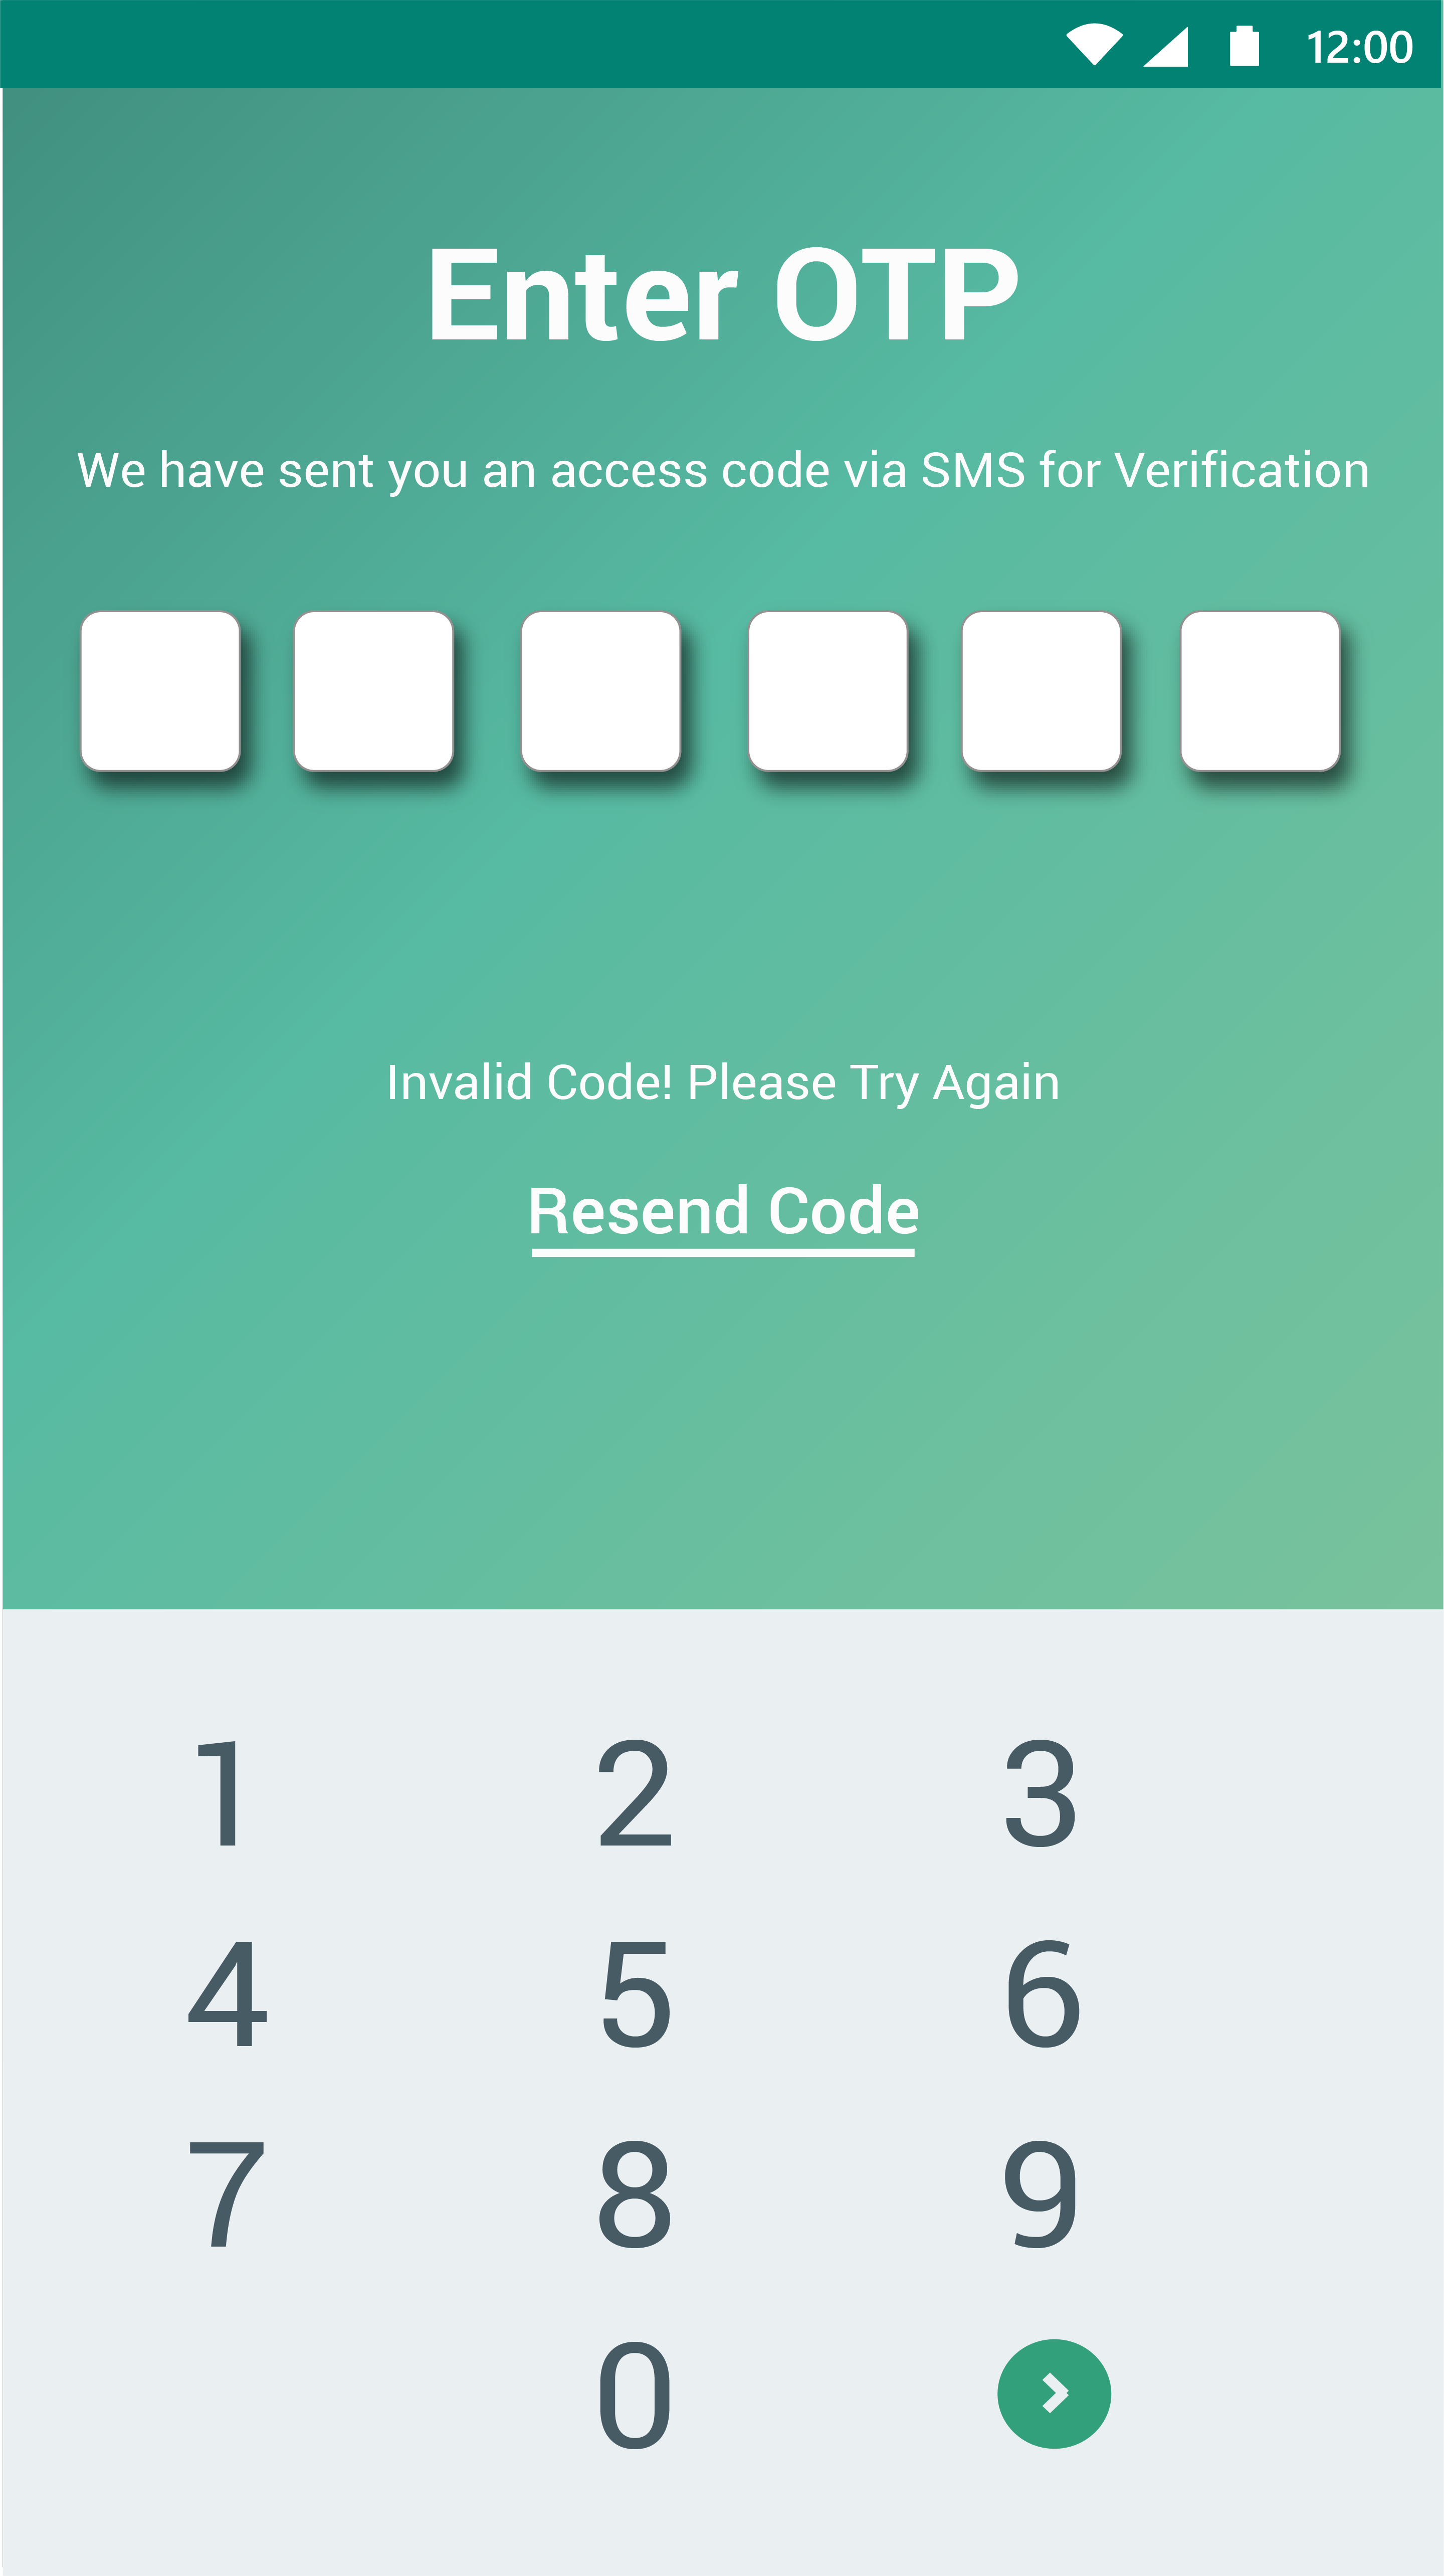 12:00
Enter OTP
We have sent you an access code via SMS for Verification
Invalid Code! Please Try Again
Resend Code
1 2 3
4 5 6
7 8 9
0